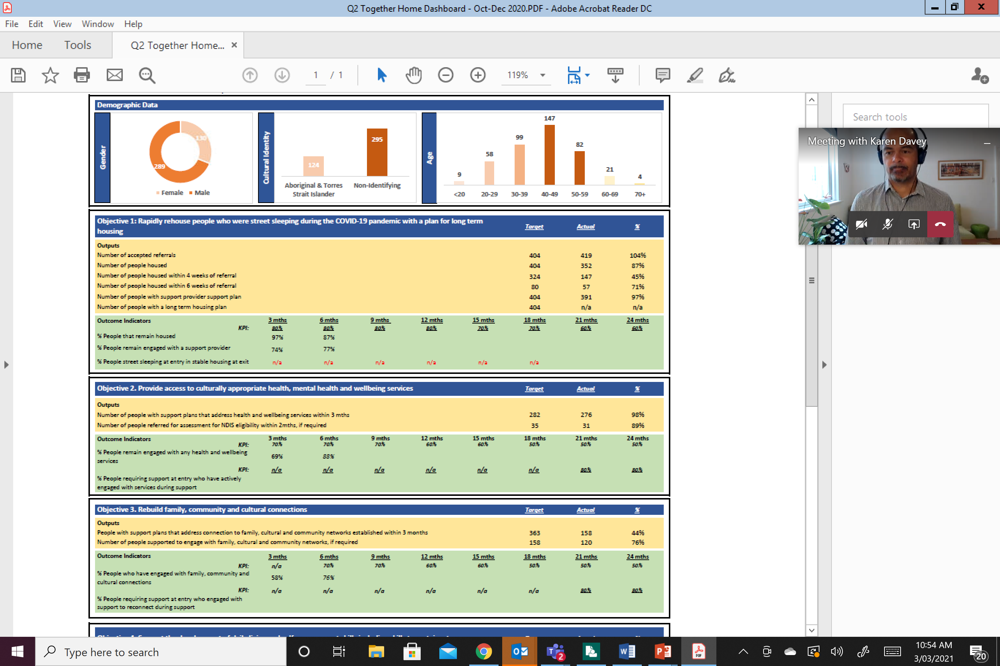 Q2 Together Home Dashboard - Oct-Dec 2020.PDF - Adobe Acrobat Reader DC
File Edit View Window Help
Home Tools Q2 Together Home... ×
1 / 1 119%
Search tools
Meeting with Karen Davey
Demographic Data
Gender
130
289
Female Male
Cultural Identity
124
295
Aboriginal & Torres Strait Islander
Non-Identifying
Age
9 58 99 147 82 21 4
<20 20-29 30-39 40-49 50-59 60-69 70+
Objective 1: Rapidly rehouse people who were street sleeping during the COVID-19 pandemic with a plan for long term
housing
Target Actual %
Outputs
Number of accepted referrals 404 419 104%
Number of people housed 404 352 87%
Number of people housed within 4 weeks of referral 324 147 45%
Number of people housed within 6 weeks of referral 80 57 71%
Number of people with support provider support plan 404 391 97%
Number of people with a long term housing plan 404 n/a n/a
Outcome Indicators 3 mths 6 mths 9 mths 12 mths 15 mths 18 mths 21 mths 24 mths
KPI: 80% 80% 80% 80% 70% 70% 60% 60%
% People that remain housed 97% 87%
% People remain engaged with a support provider 74% 77%
% People street sleeping at entry in stable housing at exit n/a n/a n/a n/a n/a n/a
Objective 2. Provide access to culturally appropriate health, mental health and wellbeing services Target Actual %
Outputs
Number of people with support plans that address health and wellbeing services within 3 mths 282 276 98%
Number of people referred for assessment for NDIS eligibility within 2mths, if required 35 31 89%
Outcome Indicators 3 mths 6 mths 9 mths 12 mths 15 mths 18 mths 21 mths 24 mths
KPI: 70% 70% 70% 60% 60% 50% 50% 50%
% People remain engaged with any health and wellbeing
services 69% 88%
KPI: n/a n/a n/a n/a n/a n/a 80% 80%
% People requiring support at entry who have actively
engaged with services during support
Objective 3. Rebuild family, community and cultural connections Target Actual %
Outputs
People with support plans that address connection to family, cultural and community networks established within 3 months 363 158 44%
Number of people supported to engage with family, cultural and community networks, if required 158 120 76%
Outcome Indicators 3 mths 6 mths 9 mths 12 mths 15 mths 18 mths 21 mths 24 mths
KPI: n/a 70% 70% 60% 60% 50% 50% 50%
% People who have engaged with family, community and
cultural connections 58% 76%
KPI: n/a n/a n/a n/a n/a n/a 80% 80%
% People requiring support at entry who engaged with
support to reconnect during support
Type here to search
2
10:54 AM
3/03/2021
20